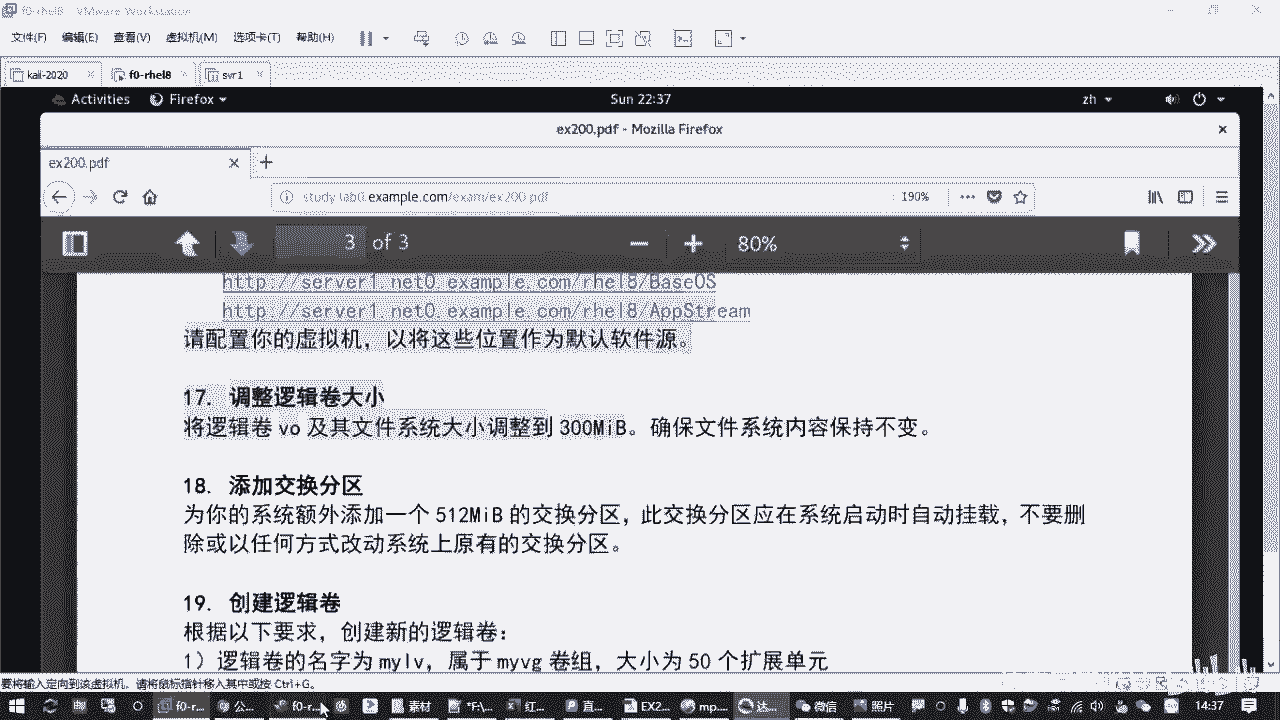 f0-rhel8 - VMware Workstation
文件(F) 编辑(E) 查看(V) 虚拟机(M) 选项卡(T) 帮助(H)
kali-2020 f0-rhel8 svr1
Activities Firefox Sun 22:37 zh
ex200.pdf - Mozilla Firefox
ex200.pdf
study.lab0.example.com/exam/ex200.pdf 190%
3 of 3 80%
http://server1.net0.example.com/rhel8/BaseOS
http://server1.net0.example.com/rhel8/AppStream
请配置你的虚拟机，以将这些位置作为默认软件源。
17. 调整逻辑卷大小
将逻辑卷 vo 及其文件系统大小调整到 300MiB。确保文件系统内容保持不变。
18. 添加交换分区
为你的系统额外添加一个 512MiB 的交换分区，此交换分区应在系统启动时自动挂载，不要删
除或以任何方式改动系统上原有的交换分区。
19. 创建逻辑卷
根据以下要求，创建新的逻辑卷：
1）逻辑卷的名字为 mylv，属于 myvg 卷组，大小为 50 个扩展单元
要将输入定向到该虚拟机，请将鼠标指针移入其中或按 Ctrl+G。
f0-r... 公... f0-r... 素材 *F\... 红... 直... EX2... mp... 达... 微信 照片 14:37